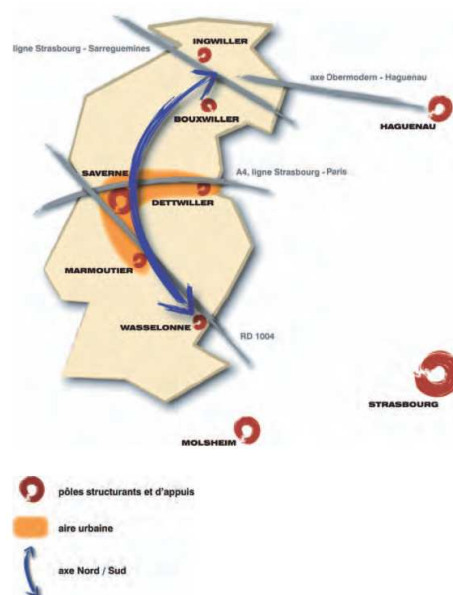 INGWILLER
ligne Strasbourg - Sarreguemines
axe Obermodern - Haguenau
BOUXWILLER
HAGUENAU
SAVERNE
A4, ligne Strasbourg - Paris
DETTWILLER
MARMOUTIER
WASSELONNE
RD 1004
STRASBOURG
MOLSHEIM
pôles structurants et d'appuis
aire urbaine
axe Nord / Sud